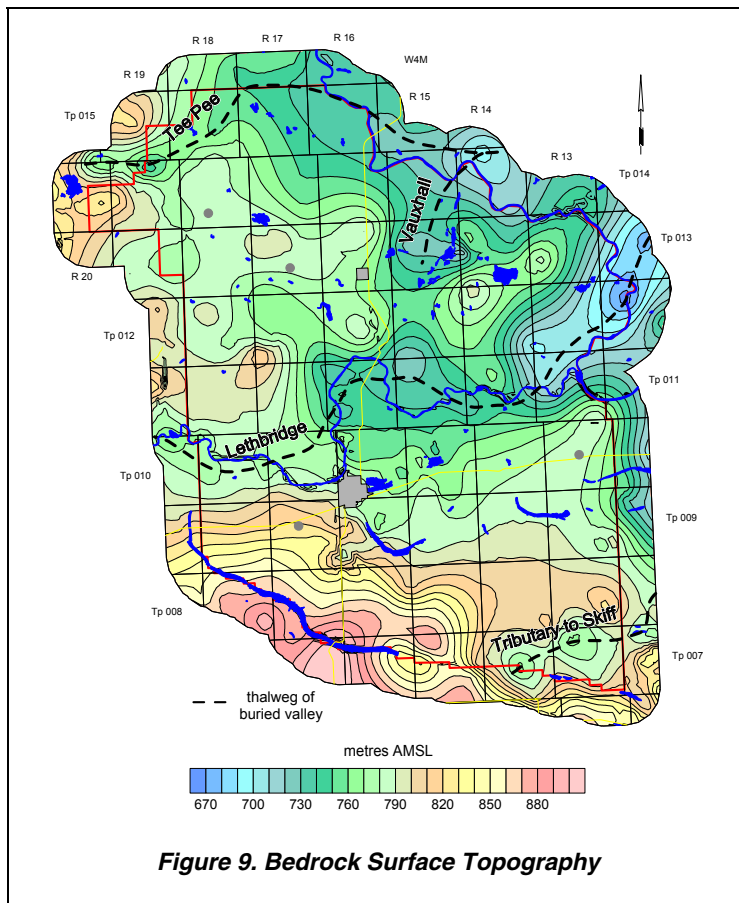 R 16
R 17
R 18
W4M
R 19
R 15
Tp 015
R 14
Tee Pee
R 13
Tp 014
Vauxhall
Tp 013
R 20
Tp 012
Tp 011
Lethbridge
Tp 010
Tp 009
Tp 008
Tributary to Skiff
Tp 007
thalweg of
buried valley
metres AMSL
670 700 730 760 790 820 850 880
Figure 9. Bedrock Surface Topography